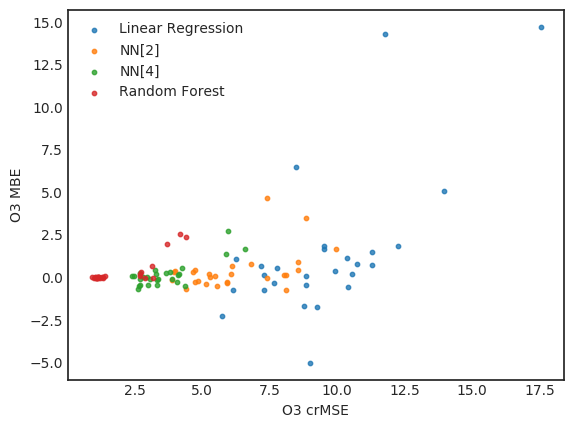 15.0
12.5
10.0
7.5
5.0
2.5
0.0
−2.5
−5.0
O3 MBE
Linear Regression
NN[2]
NN[4]
Random Forest
2.5 5.0 7.5 10.0 12.5 15.0 17.5
O3 crMSE